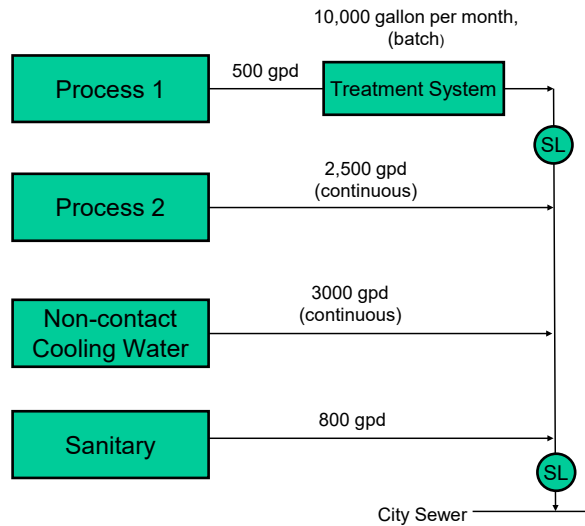 10,000 gallon per month,
(batch)
500 gpd
Process 1
Treatment System
SL
2,500 gpd
(continuous)
Process 2
3000 gpd
(continuous)
Non-contact
Cooling Water
800 gpd
Sanitary
SL
City Sewer